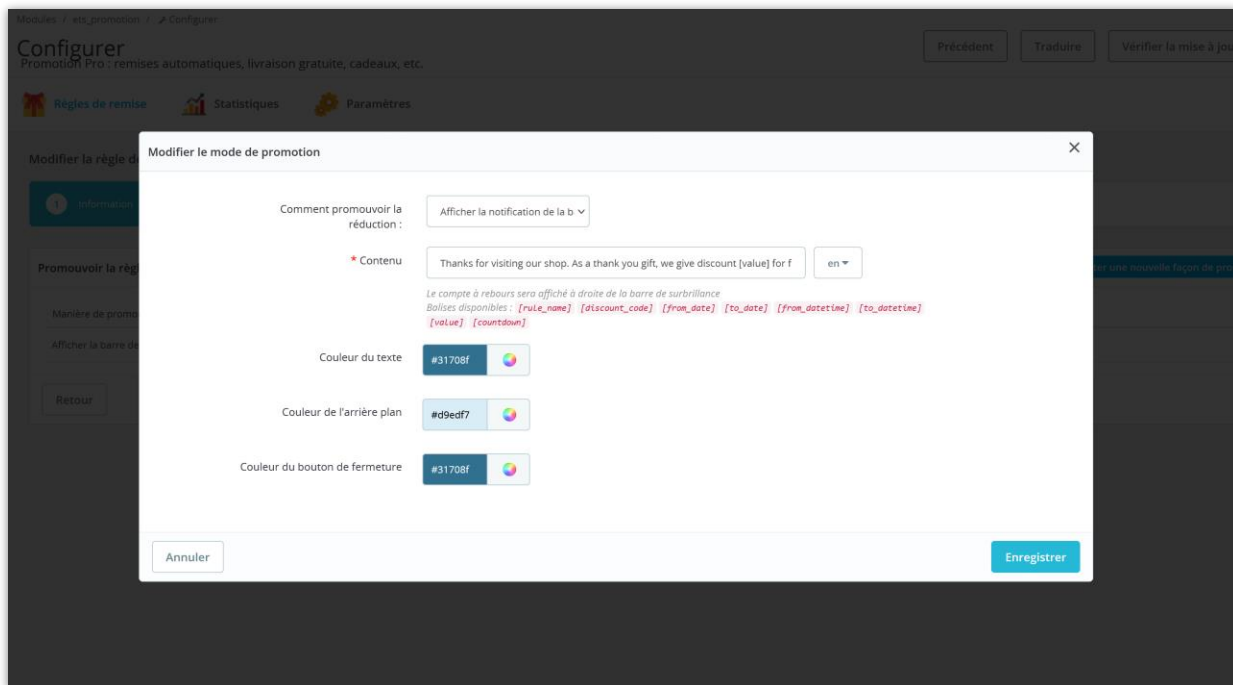 Modules / ets_promotion / Configurer
Configurer
Promotion Pro : remises automatiques, livraison gratuite, cadeaux, etc.
Précédent
Traduire
Vérifier la mise à jou
Règles de remise
Statistiques
Paramètres
Modifier la règle d
1 Information
Promouvoir la règl
er une nouvelle façon de pro
Manière de promo
Afficher la barre de
Retour
Modifier le mode de promotion
Comment promouvoir la
réduction :
Afficher la notification de la b
* Contenu
Thanks for visiting our shop. As a thank you gift, we give discount [value] for f
en
Le compte à rebours sera affiché à droite de la barre de surbrillance
Balises disponibles : [rule_name] [discount_code] [from_date] [to_date] [from_datetime] [to_datetime]
[value] [countdown]
Couleur du texte
#31708f
Couleur de l'arrière plan
#d9edf7
Couleur du bouton de fermeture
#31708f
Annuler
Enregistrer